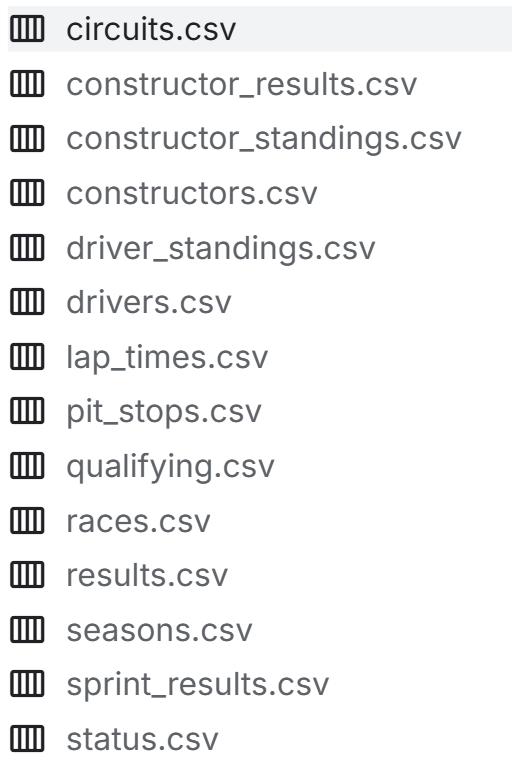 circuits.csv
constructor_results.csv
constructor_standings.csv
constructors.csv
driver_standings.csv
drivers.csv
lap_times.csv
pit_stops.csv
qualifying.csv
races.csv
results.csv
seasons.csv
sprint_results.csv
status.csv